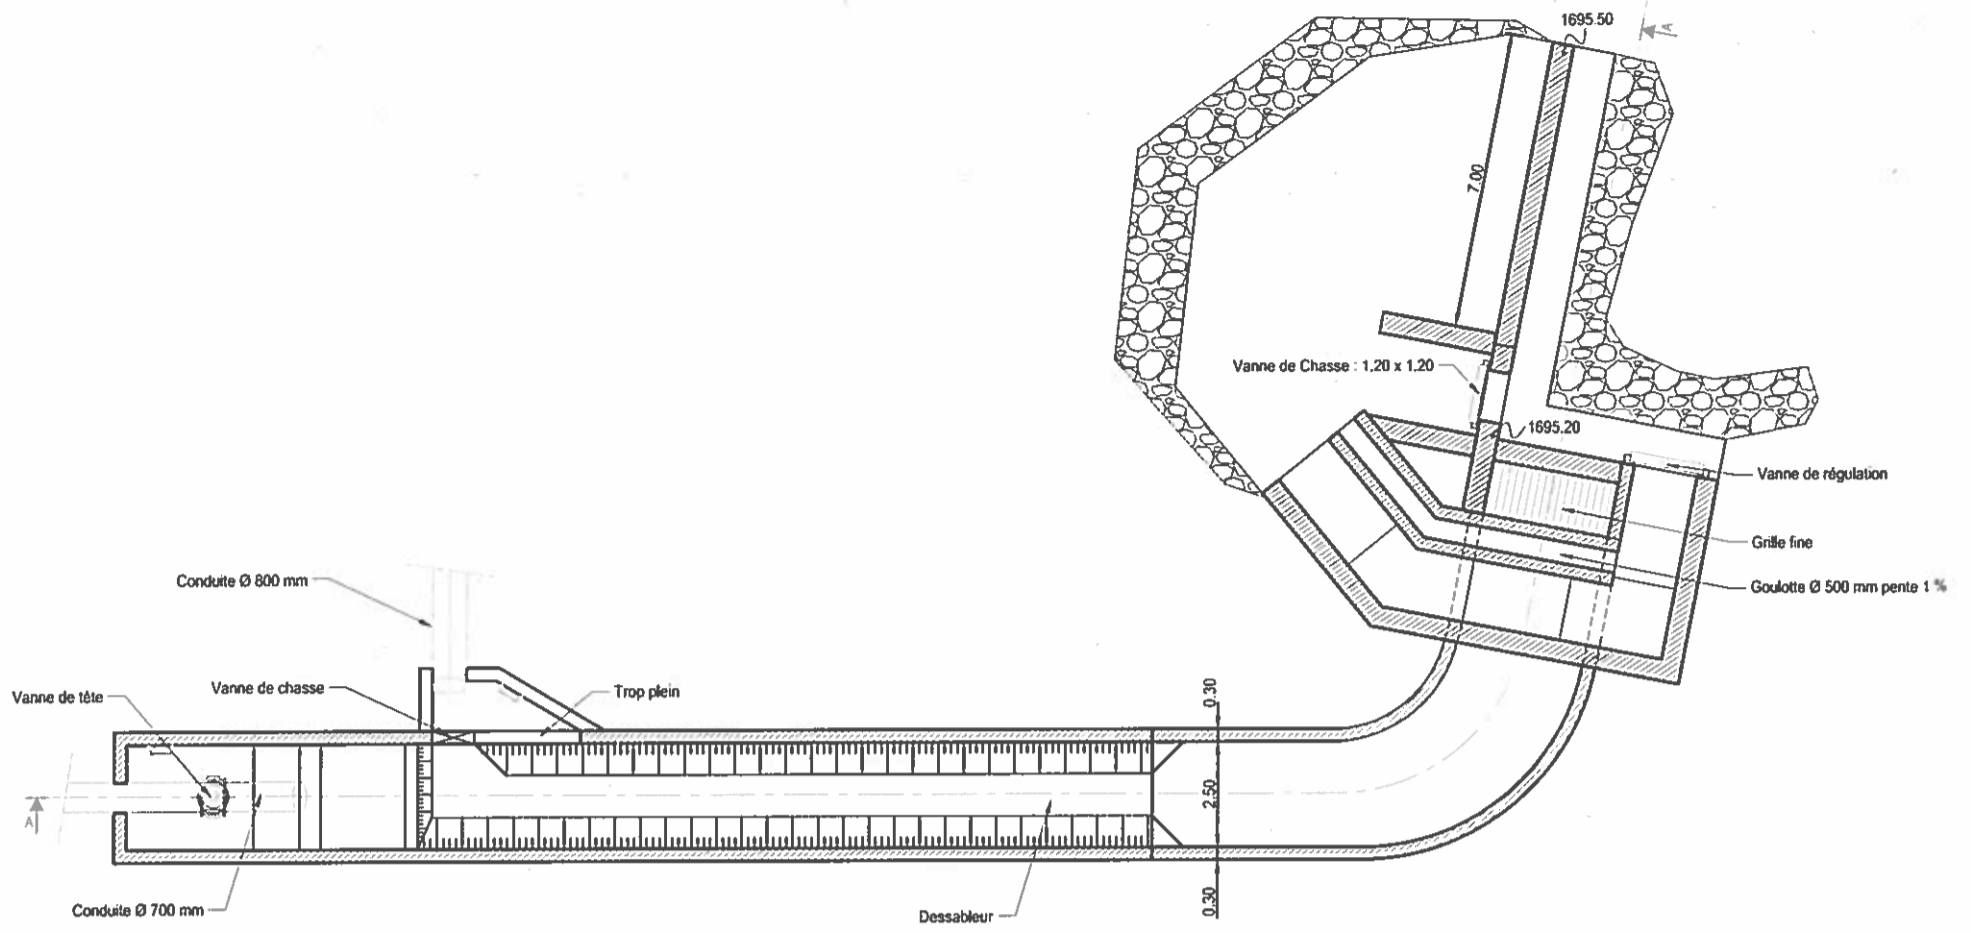 1695.50
A
7.00
Vanne de Chasse : 1,20 x 1,20
1695.20
Vanne de régulation
Grille fine
Goulotte Ø 500 mm pente 1 %
Conduite Ø 800 mm
Vanne de tête
Vanne de chasse
Trop plein
0.30
2.50
0.30
A
Conduite Ø 700 mm
Dessableur